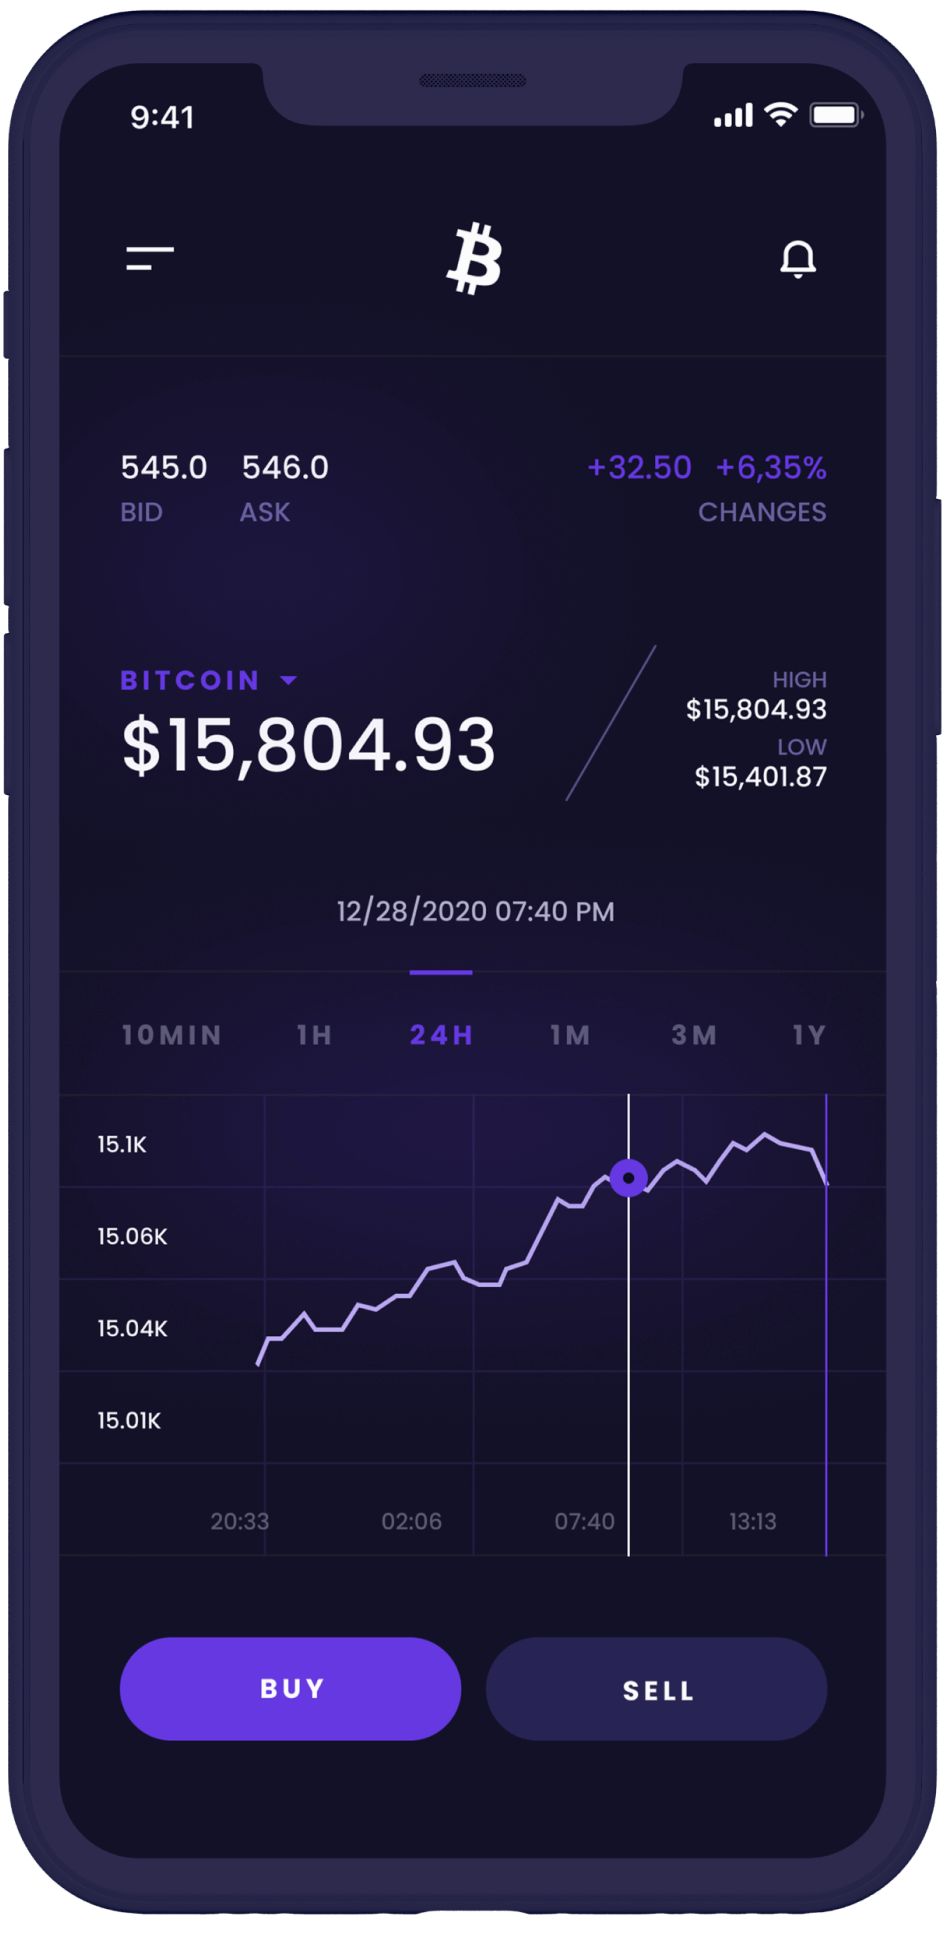 9:41
545.0 546.0 +32.50 +6,35%
BID ASK CHANGES
BITCOIN
$15,804.93
HIGH
$15,804.93
LOW
$15,401.87
12/28/2020 07:40 PM
10MIN 1H 24H 1M 3M 1Y
15.1K
15.06K
15.04K
15.01K
20:33 02:06 07:40 13:13
BUY SELL